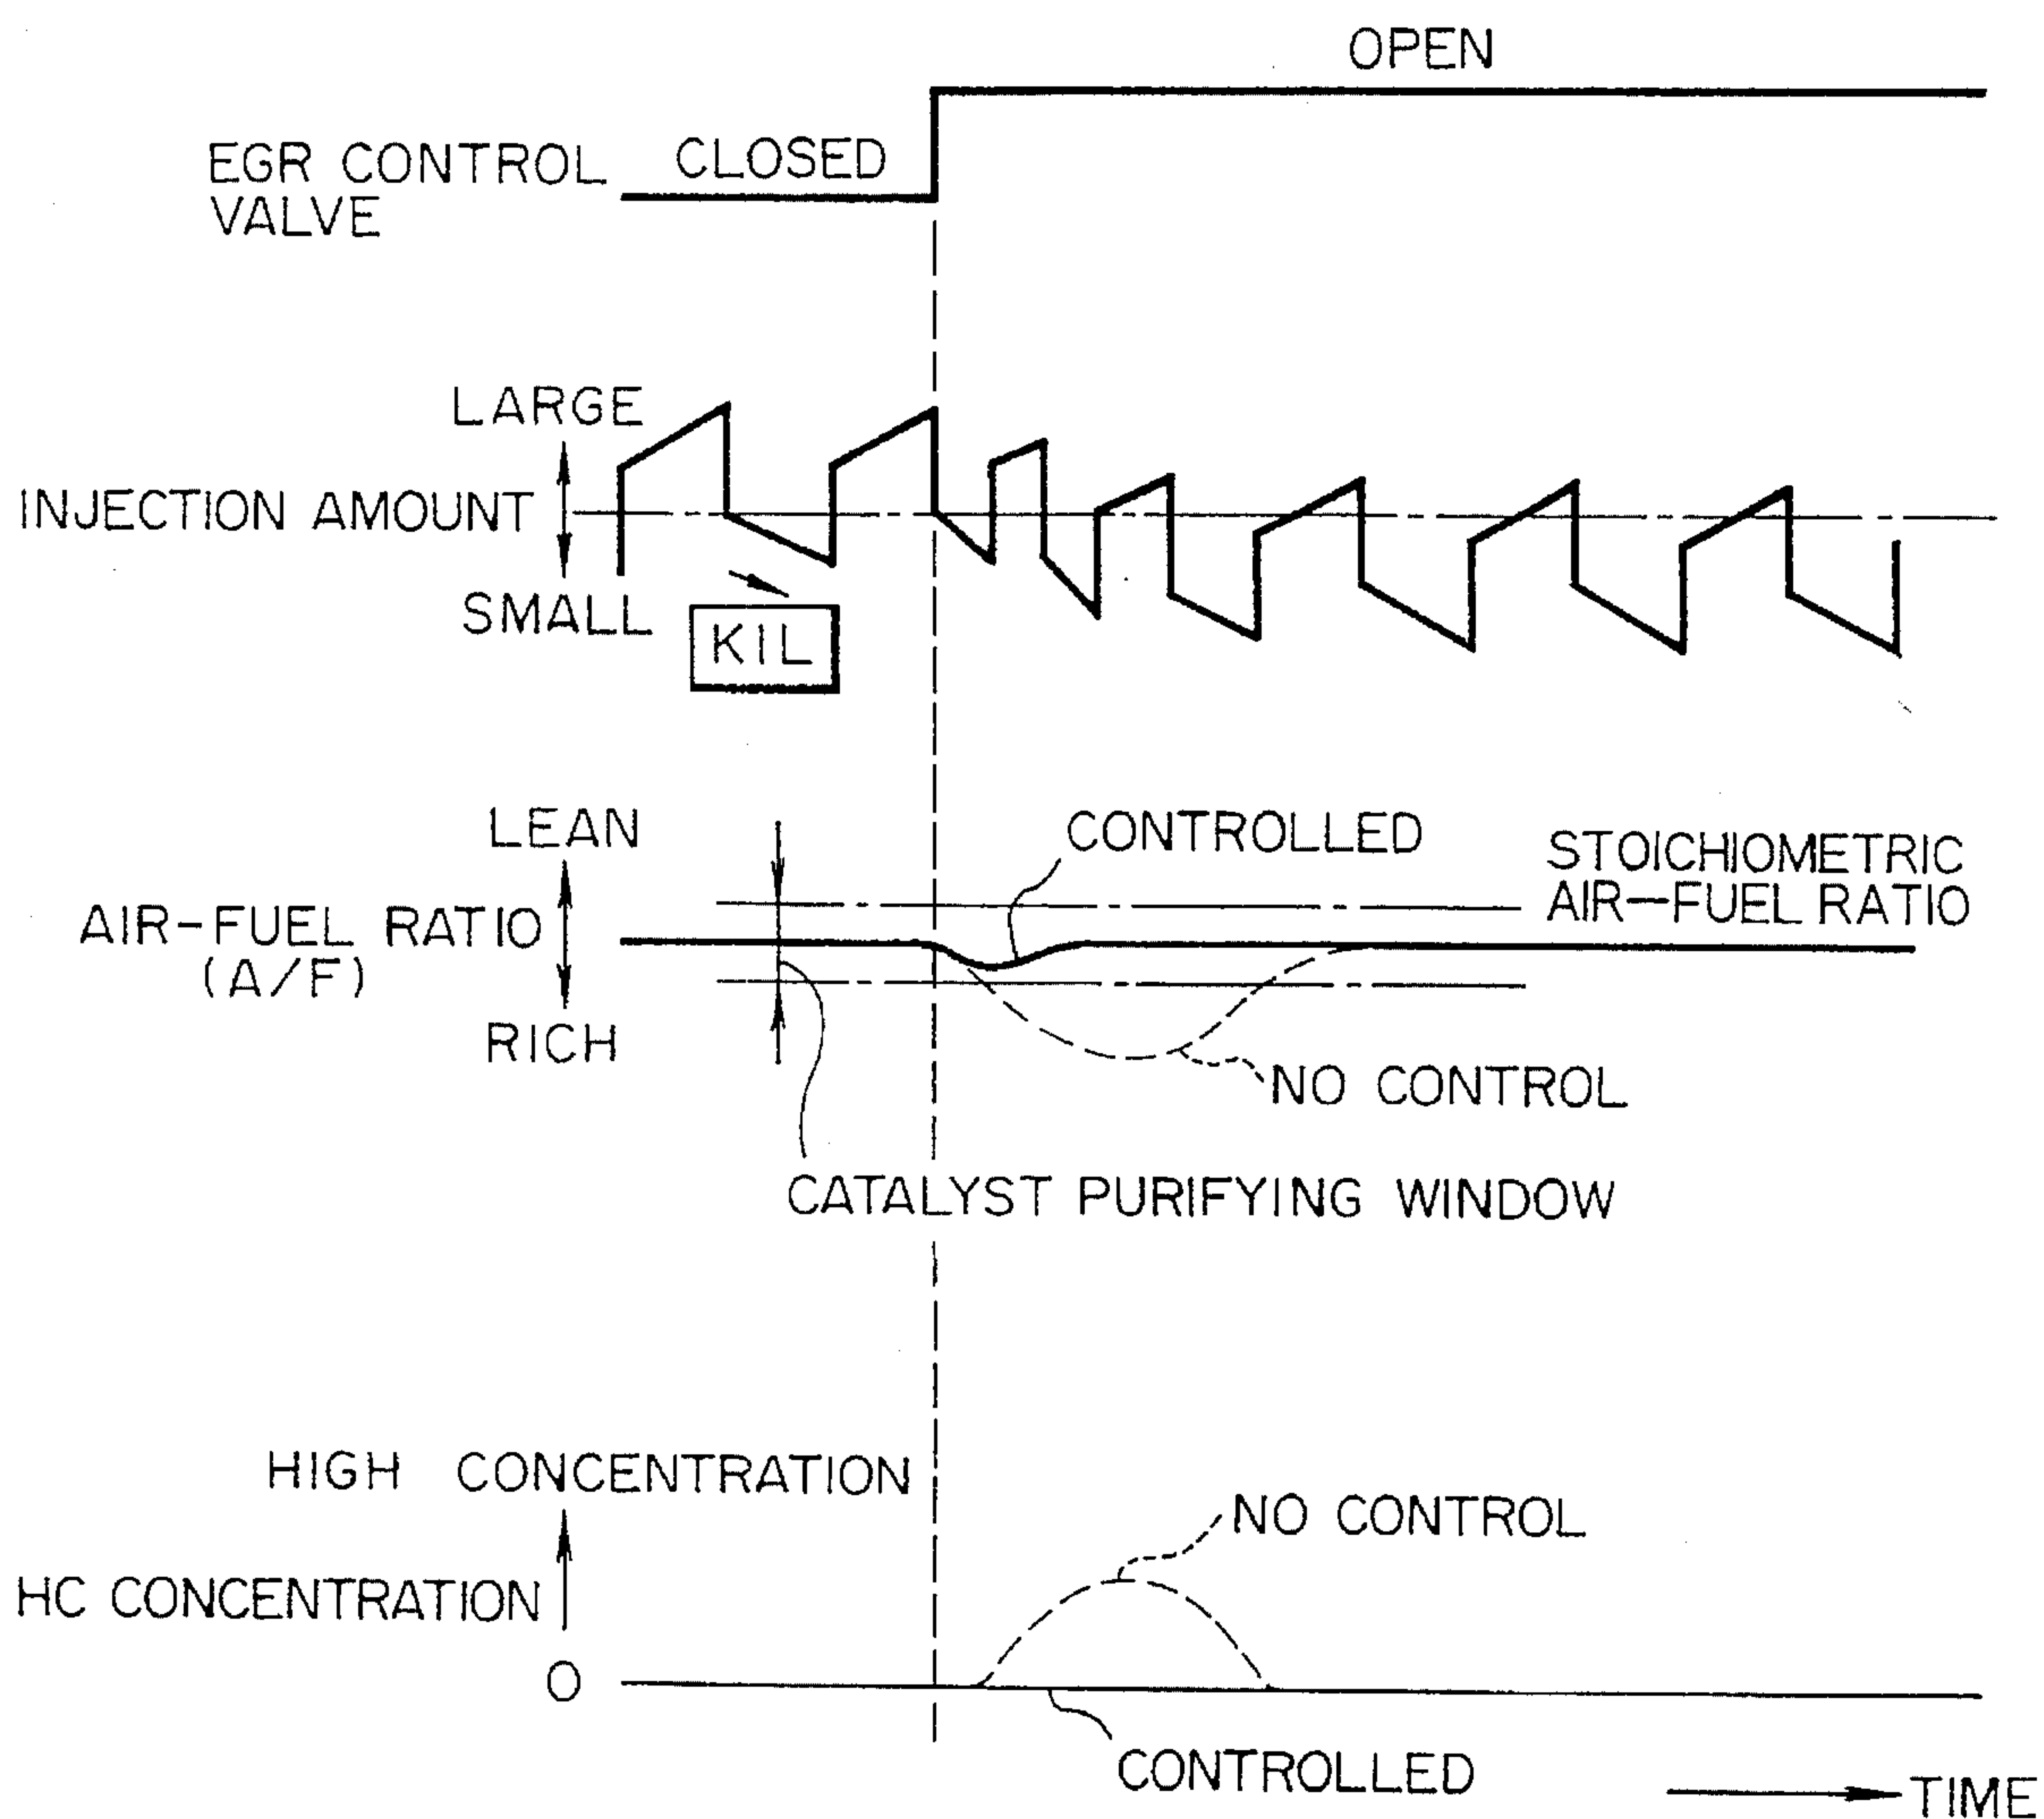 OPEN
EGR CONTROL
VALVE
CLOSED
LARGE
INJECTION AMOUNT
SMALL
KIL
LEAN
CONTROLLED
STOICHIOMETRIC
AIR-FUEL RATIO
AIR-FUEL RATIO
(A/F)
RICH
NO CONTROL
CATALYST PURIFYING WINDOW
HIGH CONCENTRATION
NO CONTROL
HC CONCENTRATION
0
CONTROLLED
TIME